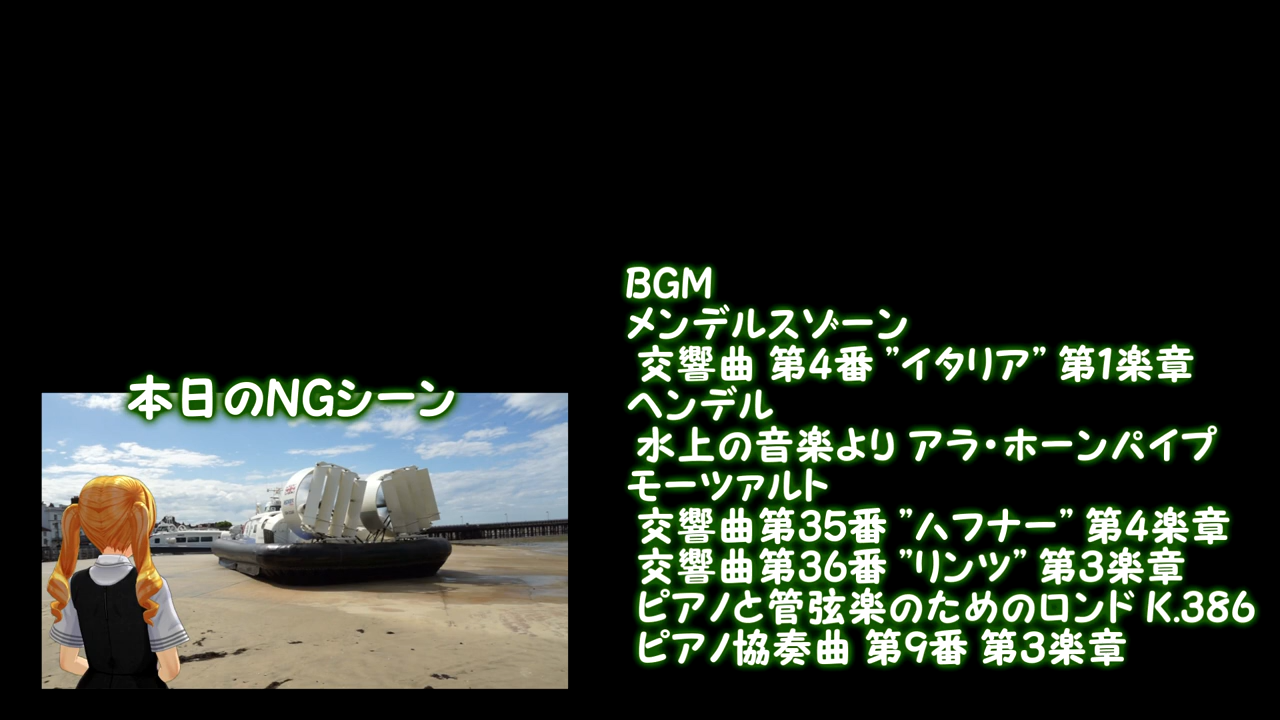 本日のNGシーン
BGM
メンデルスゾーン
交響曲 第4番 ”イタリア” 第1楽章
ヘンデル
水上の音楽より アラ・ホーンパイプ
モーツァルト
交響曲第35番 ”ハフナー” 第4楽章
交響曲第36番 ”リンツ” 第3楽章
ピアノと管弦楽のためのロンド K.386
ピアノ協奏曲 第9番 第3楽章